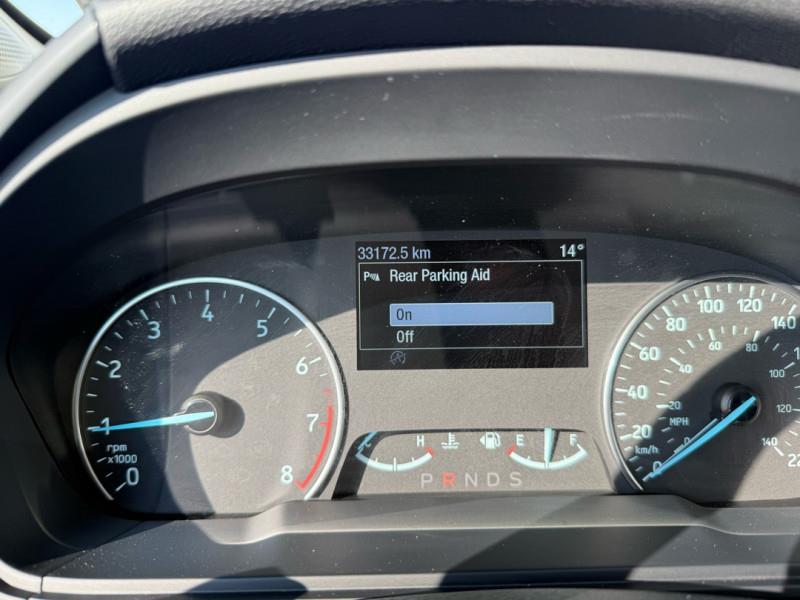 33172.5 km 14°
P Rear Parking Aid
On
Off
0 1 2 3 4 5 6 7 8
rpm
x1000
H E F
P R N D S
0 20 40 60 80 100 120 140
0 20 40 60 80 100 120 140
MPH
km/h